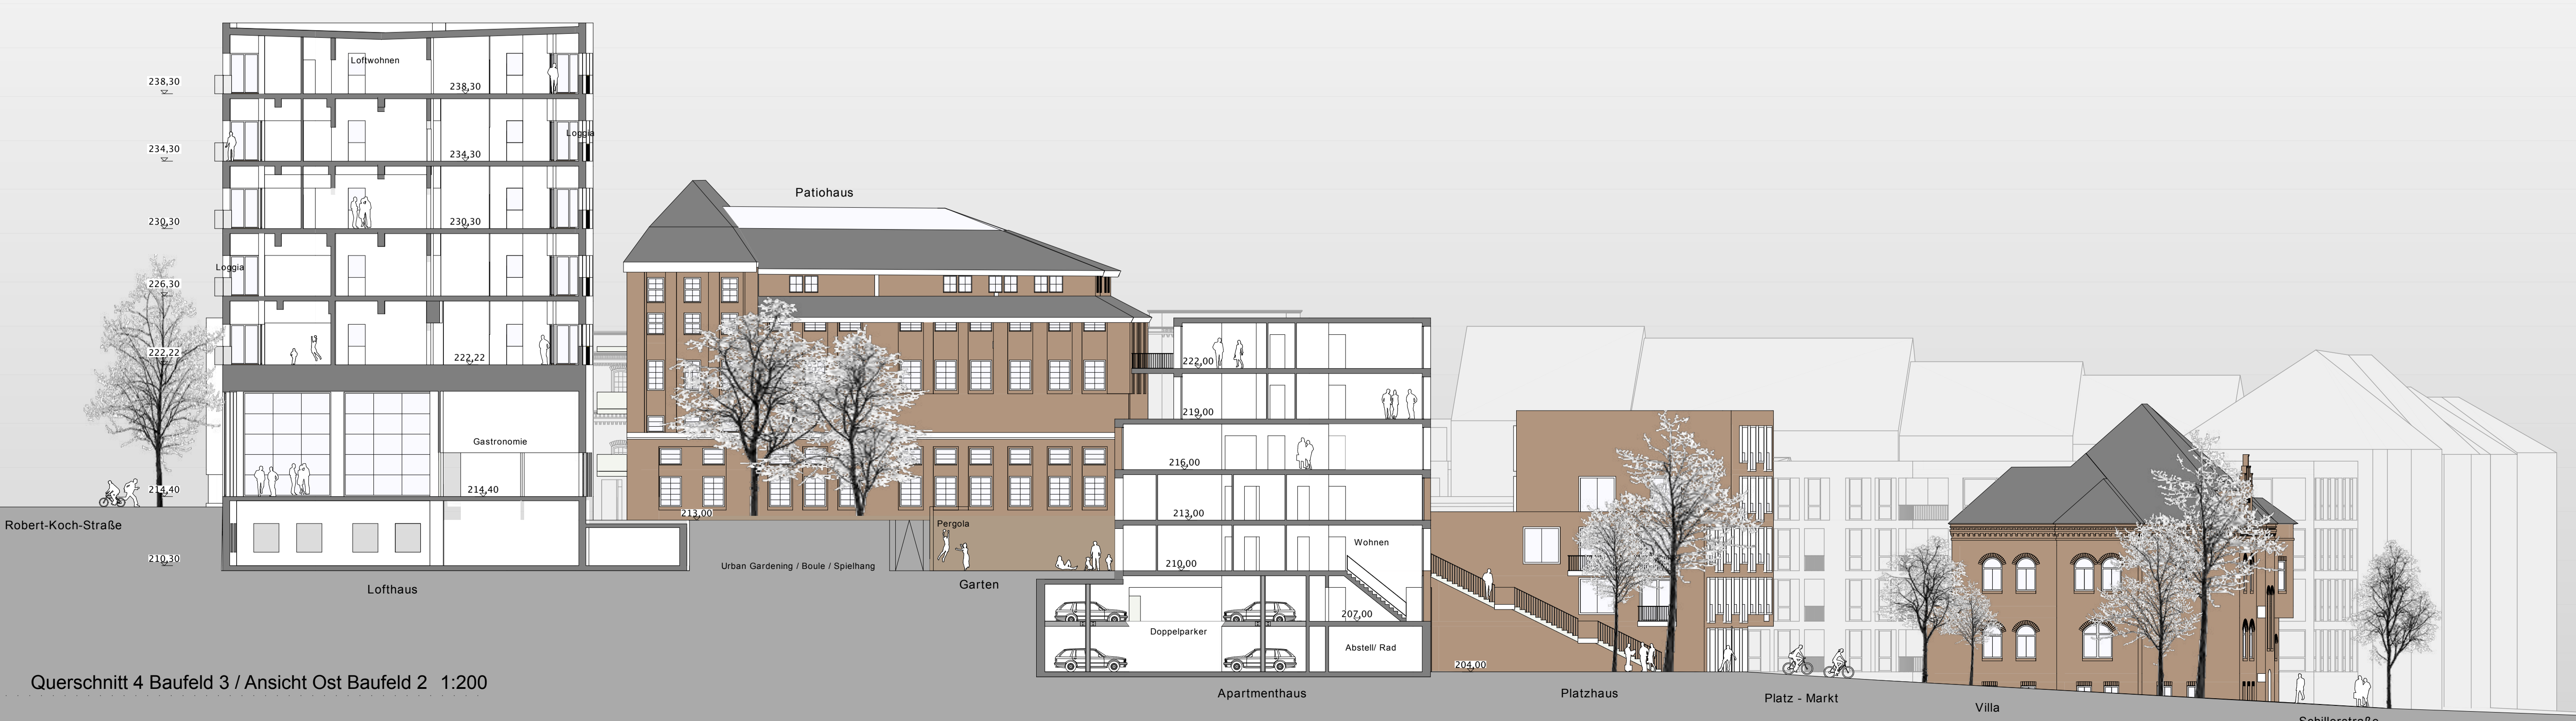 Loftwohnen
238,30
238,30
Loggia
234,30
234,30
Patiohaus
230,30
230,30
Loggia
226,30
222,22
222,22
222,00
219,00
Gastronomie
216,00
214,40
214,40
213,00
213,00
Robert-Koch-Straße
Pergola
Wohnen
210,30
Urban Gardening / Boule / Spielhang
210,00
Garten
Lofthaus
207,00
Doppelparker
Abstell/ Rad
204,00
Querschnitt 4 Baufeld 3 / Ansicht Ost Baufeld 2 1:200
Apartmenthaus
Platzhaus
Platz - Markt
Villa
Schillerstraße